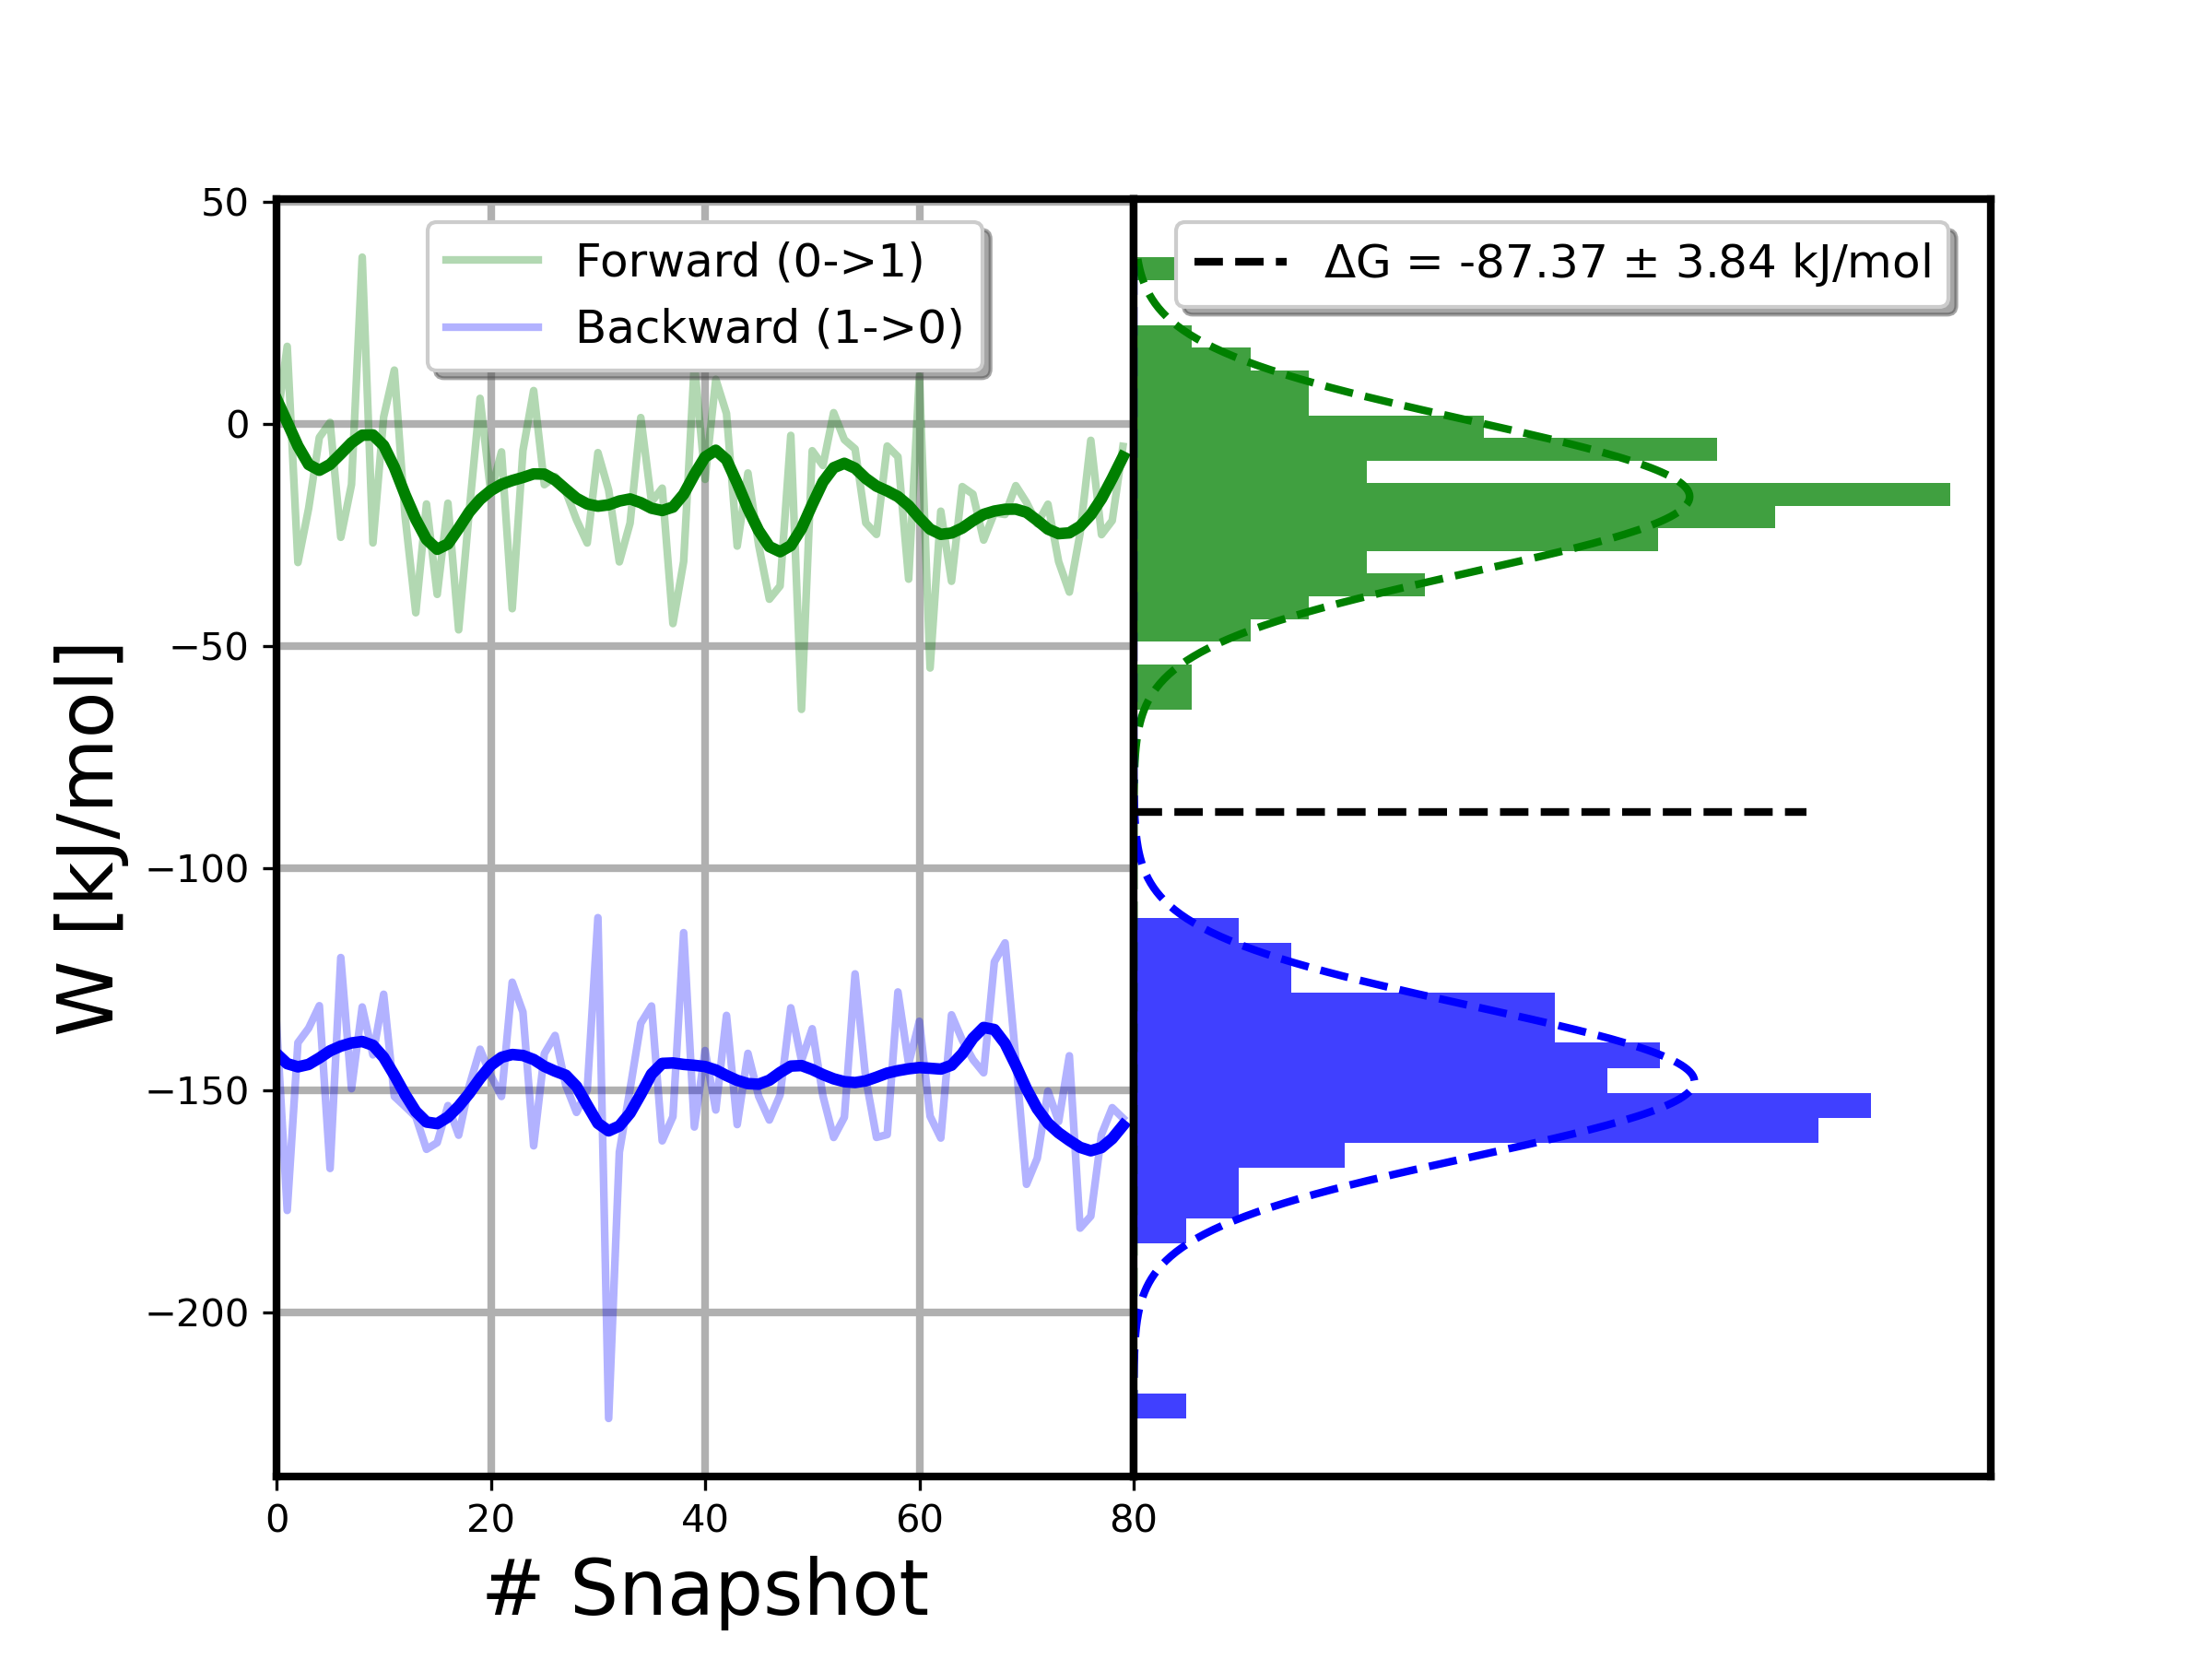 50
0
−50
−100
−150
−200
W [kJ/mol]
Forward (0->1)
Backward (1->0)
ΔG = -87.37 ± 3.84 kJ/mol
0 20 40 60 80
# Snapshot